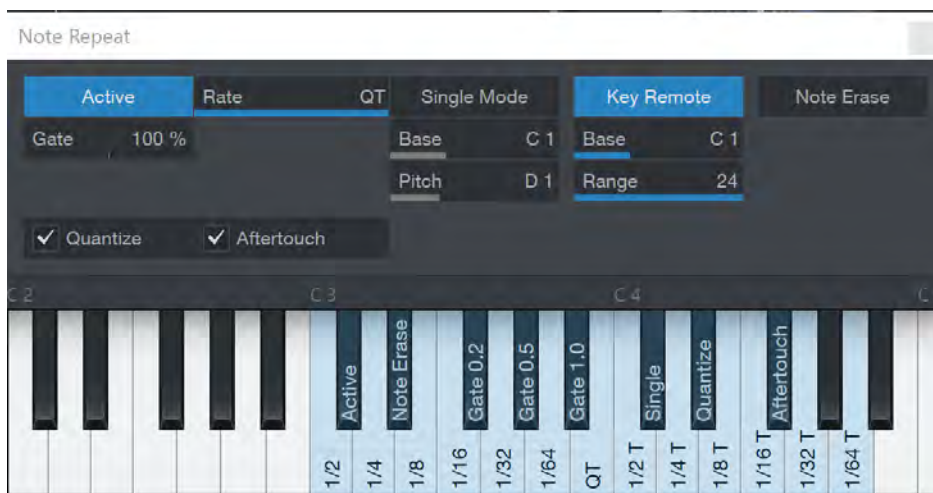 Note Repeat
Active Rate QT Single Mode Key Remote Note Erase
Gate 100 % Base C 1 Base C 1
Pitch D 1 Range 24
Quantize Aftertouch
C 2 C 3 C 4 C
Active Note Erase Gate 0.2 Gate 0.5 Gate 1.0 Single Quantize Aftertouch
1/2 1/4 1/8 1/16 1/32 1/64 QT 1/2 T 1/4 T 1/8 T 1/16 T 1/32 T 1/64 T